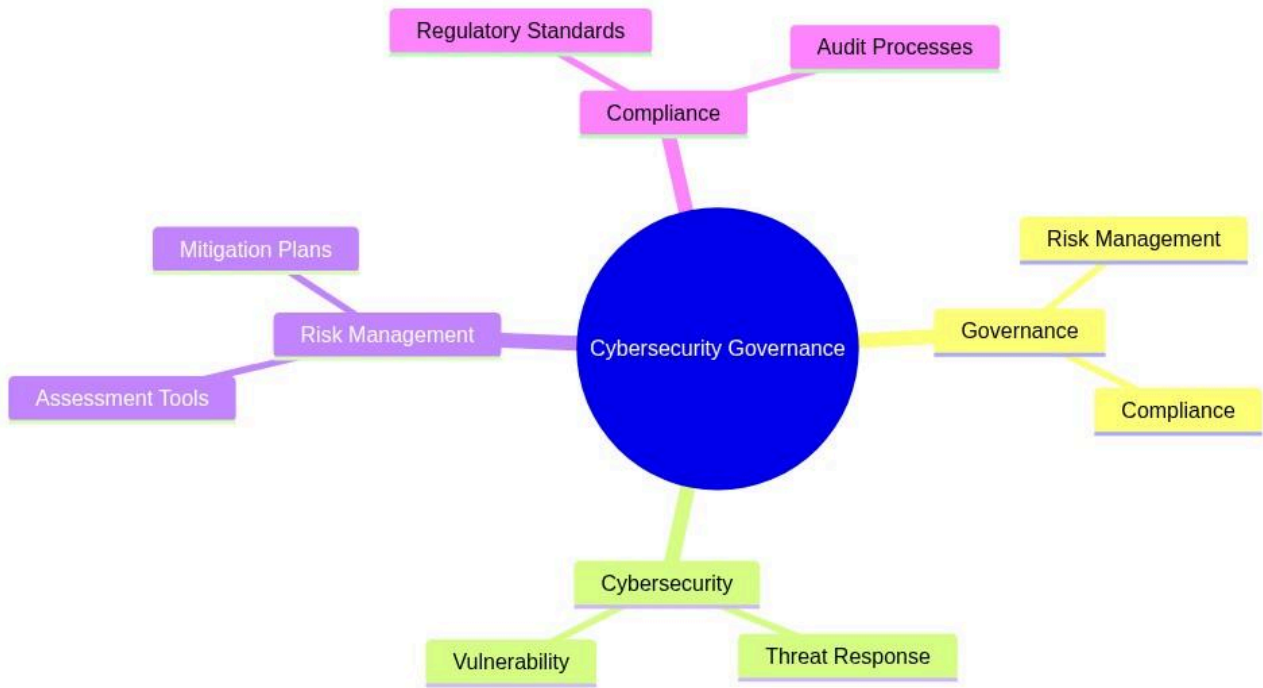 Regulatory Standards
Audit Processes
Compliance
Mitigation Plans
Risk Management
Risk Management
Governance
Cybersecurity Governance
Assessment Tools
Compliance
Cybersecurity
Vulnerability
Threat Response